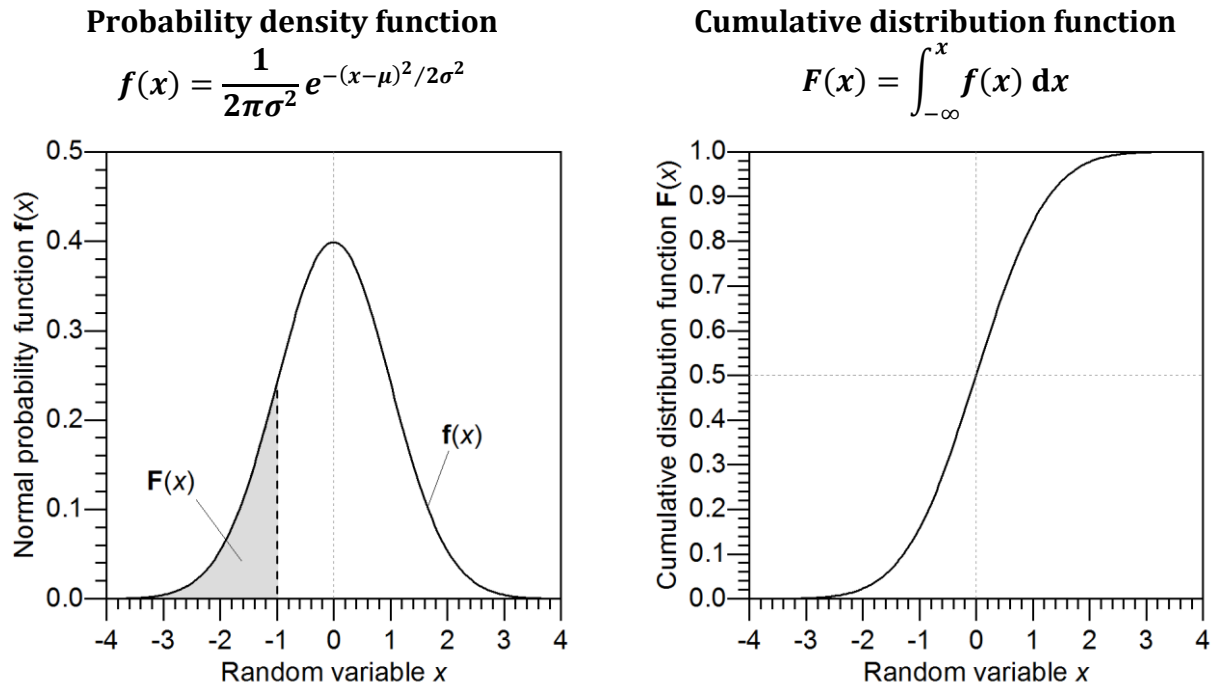 Probability density function
f(x) = 1/2πσ² e^−(x−μ)²/2σ²
Normal probability function f(x)
0.5
0.4
0.3
0.2
0.1
0.0
F(x)
f(x)
-4 -3 -2 -1 0 1 2 3 4
Random variable x
Cumulative distribution function
F(x) = ∫_−∞^x f(x) dx
Cumulative distribution function F(x)
1.0
0.9
0.8
0.7
0.6
0.5
0.4
0.3
0.2
0.1
0.0
-4 -3 -2 -1 0 1 2 3 4
Random variable x